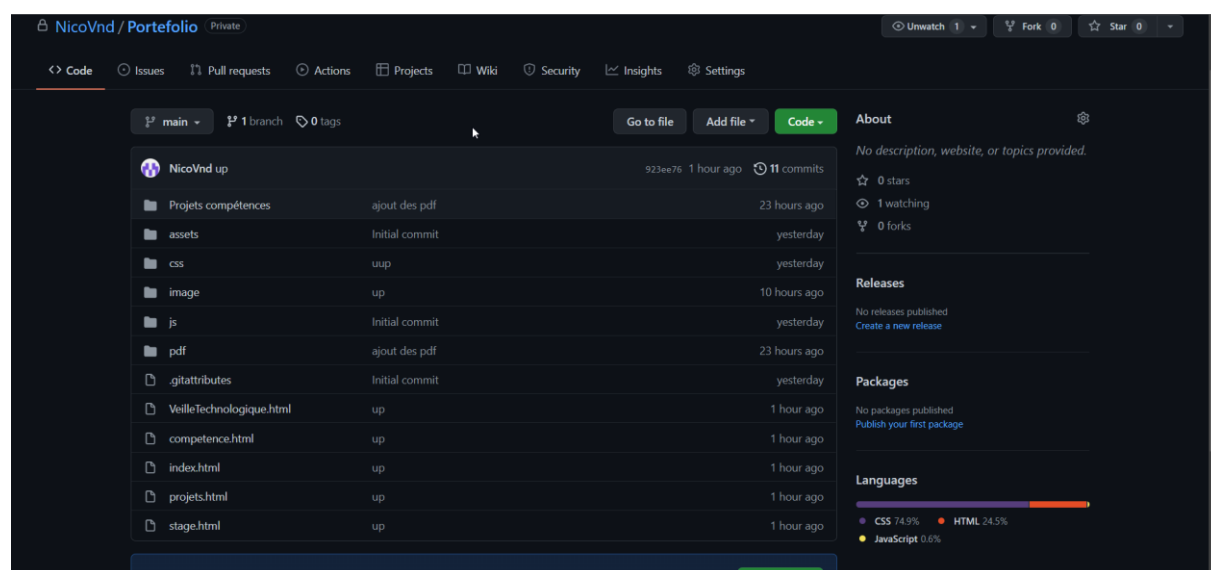 NicoVnd / Portefolio Private
Unwatch 1 Fork 0 Star 0
<> Code Issues Pull requests Actions Projects Wiki Security Insights Settings
main 1 branch 0 tags Go to file Add file Code
NicoVnd up 923ee76 1 hour ago 11 commits
Projets compétences ajout des pdf 23 hours ago
assets Initial commit yesterday
css uup yesterday
image up 10 hours ago
js Initial commit yesterday
pdf ajout des pdf 23 hours ago
.gitattributes Initial commit yesterday
VeilleTechnologique.html up 1 hour ago
competence.html up 1 hour ago
index.html up 1 hour ago
projets.html up 1 hour ago
stage.html up 1 hour ago
About
No description, website, or topics provided.
0 stars
1 watching
0 forks
Releases
No releases published
Create a new release
Packages
No packages published
Publish your first package
Languages
CSS 74.9% HTML 24.5%
JavaScript 0.6%